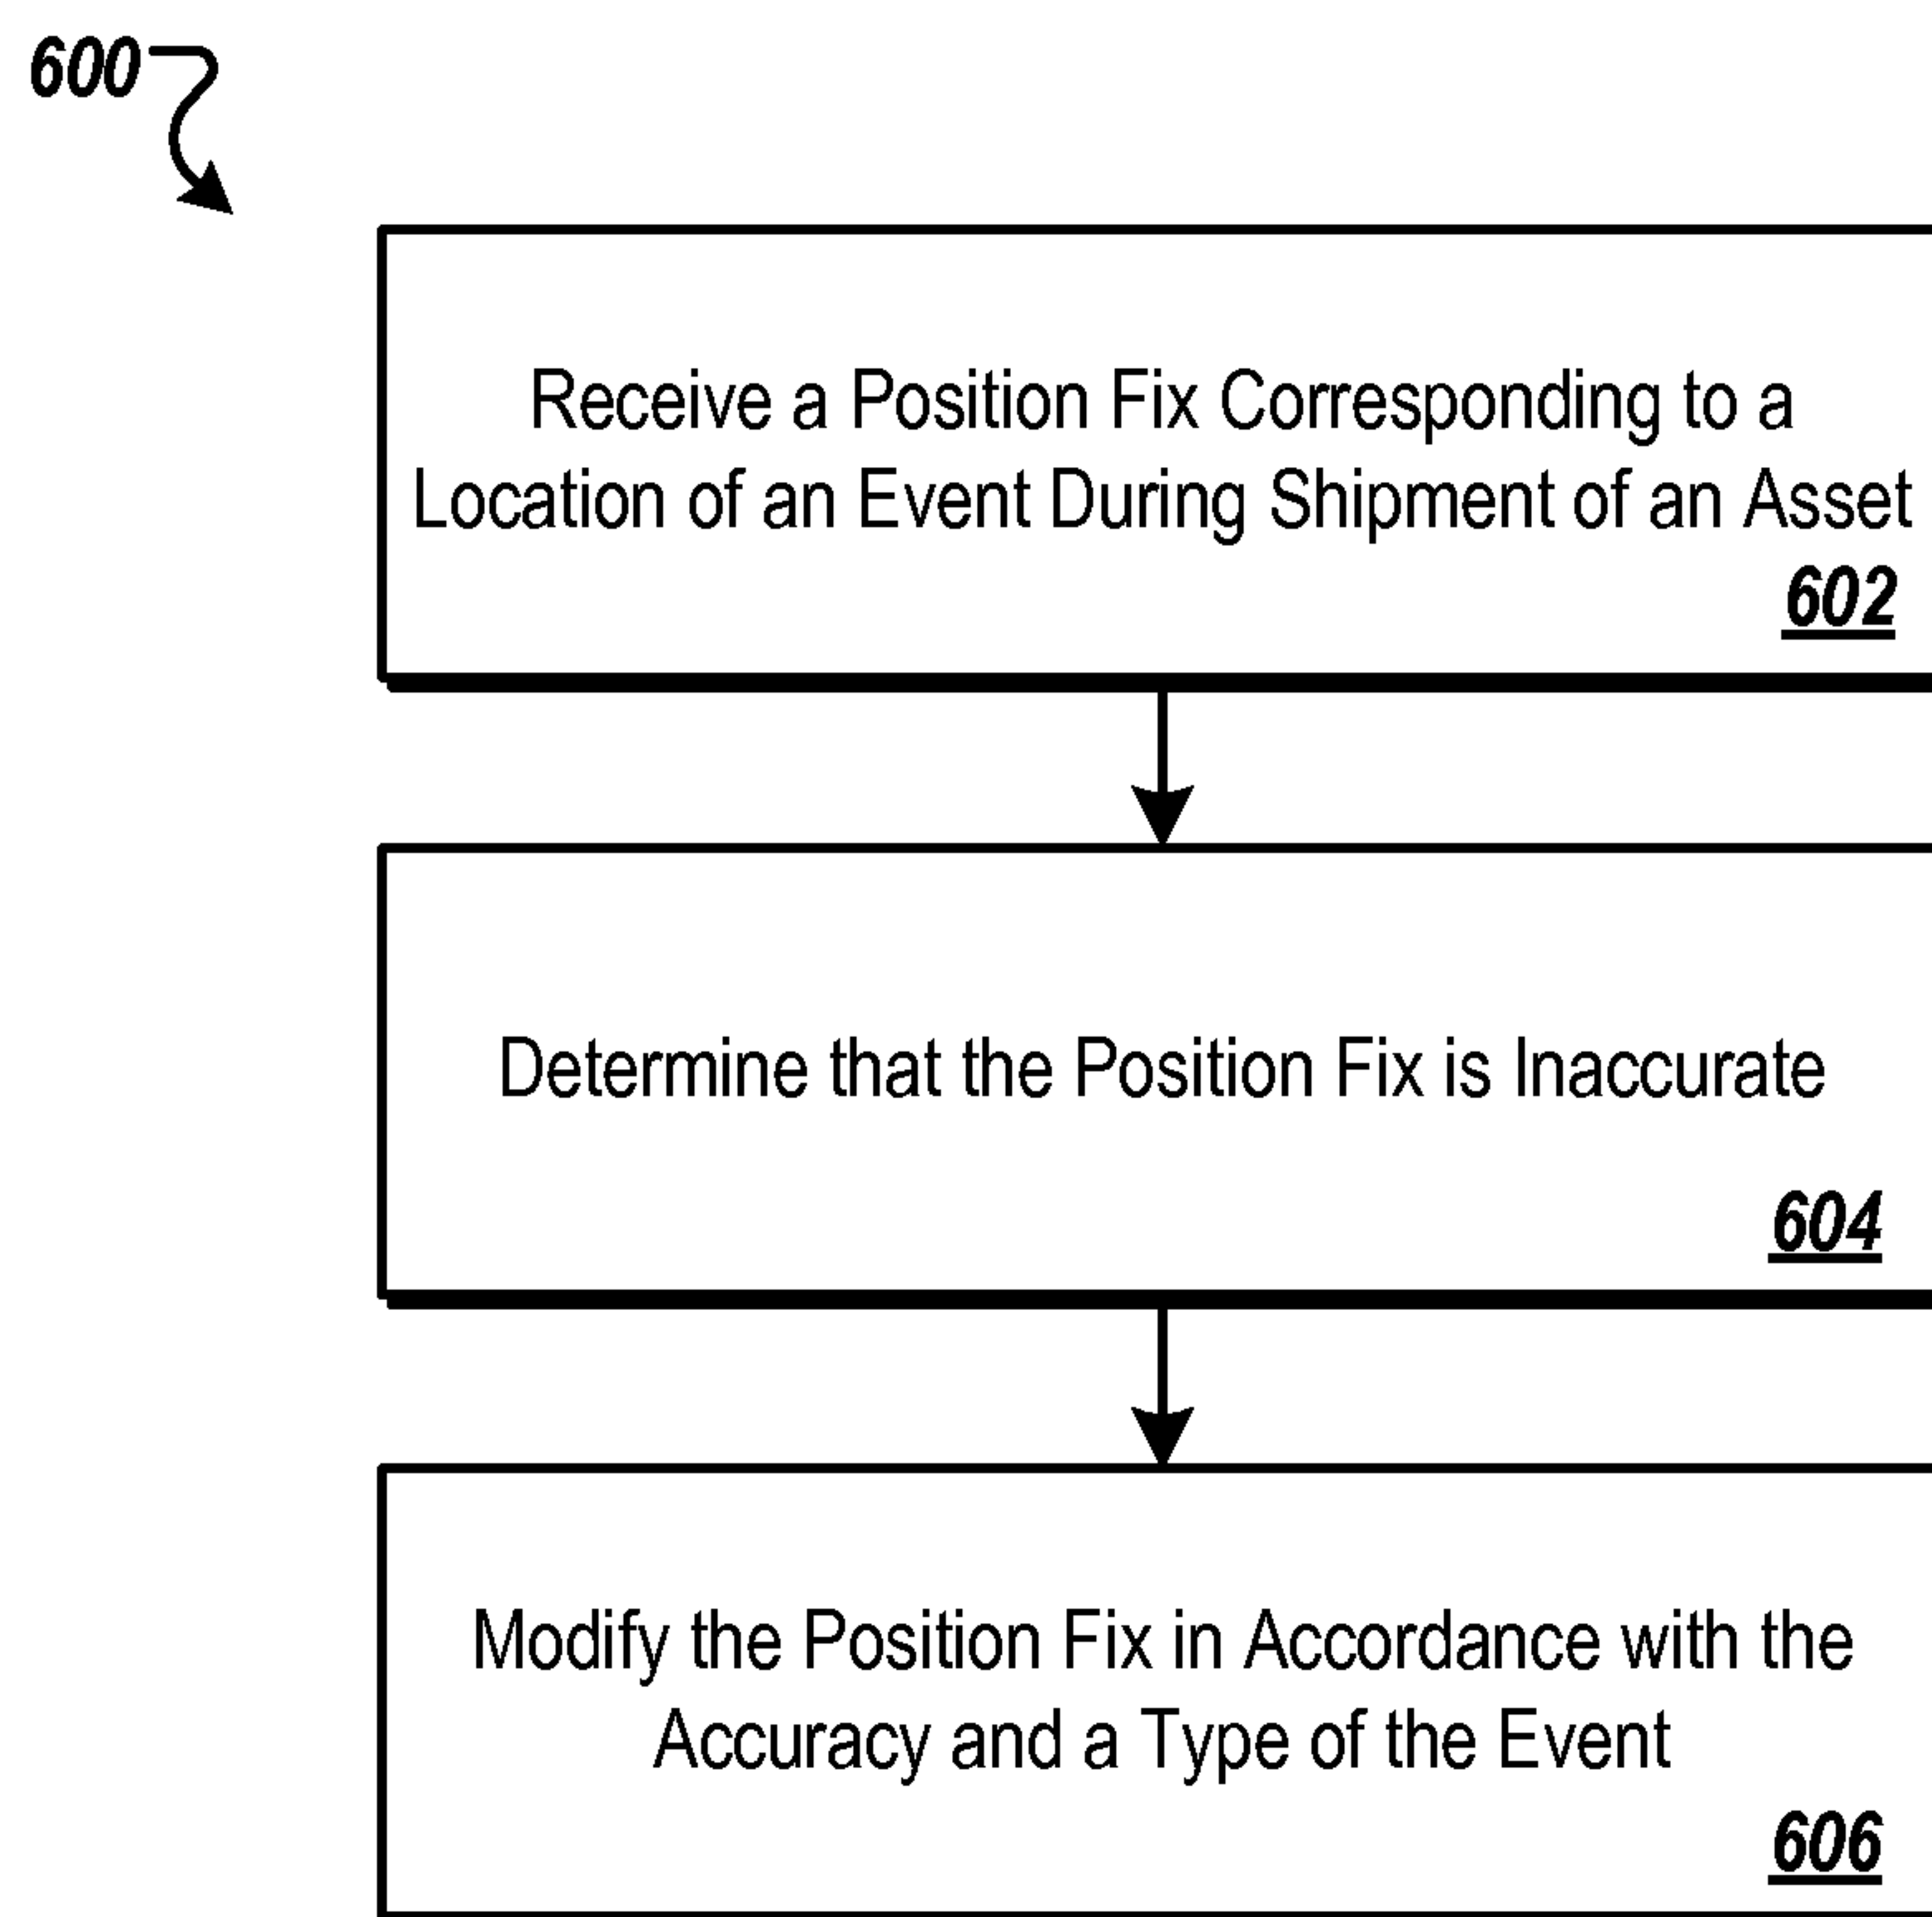 600
Receive a Position Fix Corresponding to a
Location of an Event During Shipment of an Asset
602
Determine that the Position Fix is Inaccurate
604
Modify the Position Fix in Accordance with the
Accuracy and a Type of the Event
606